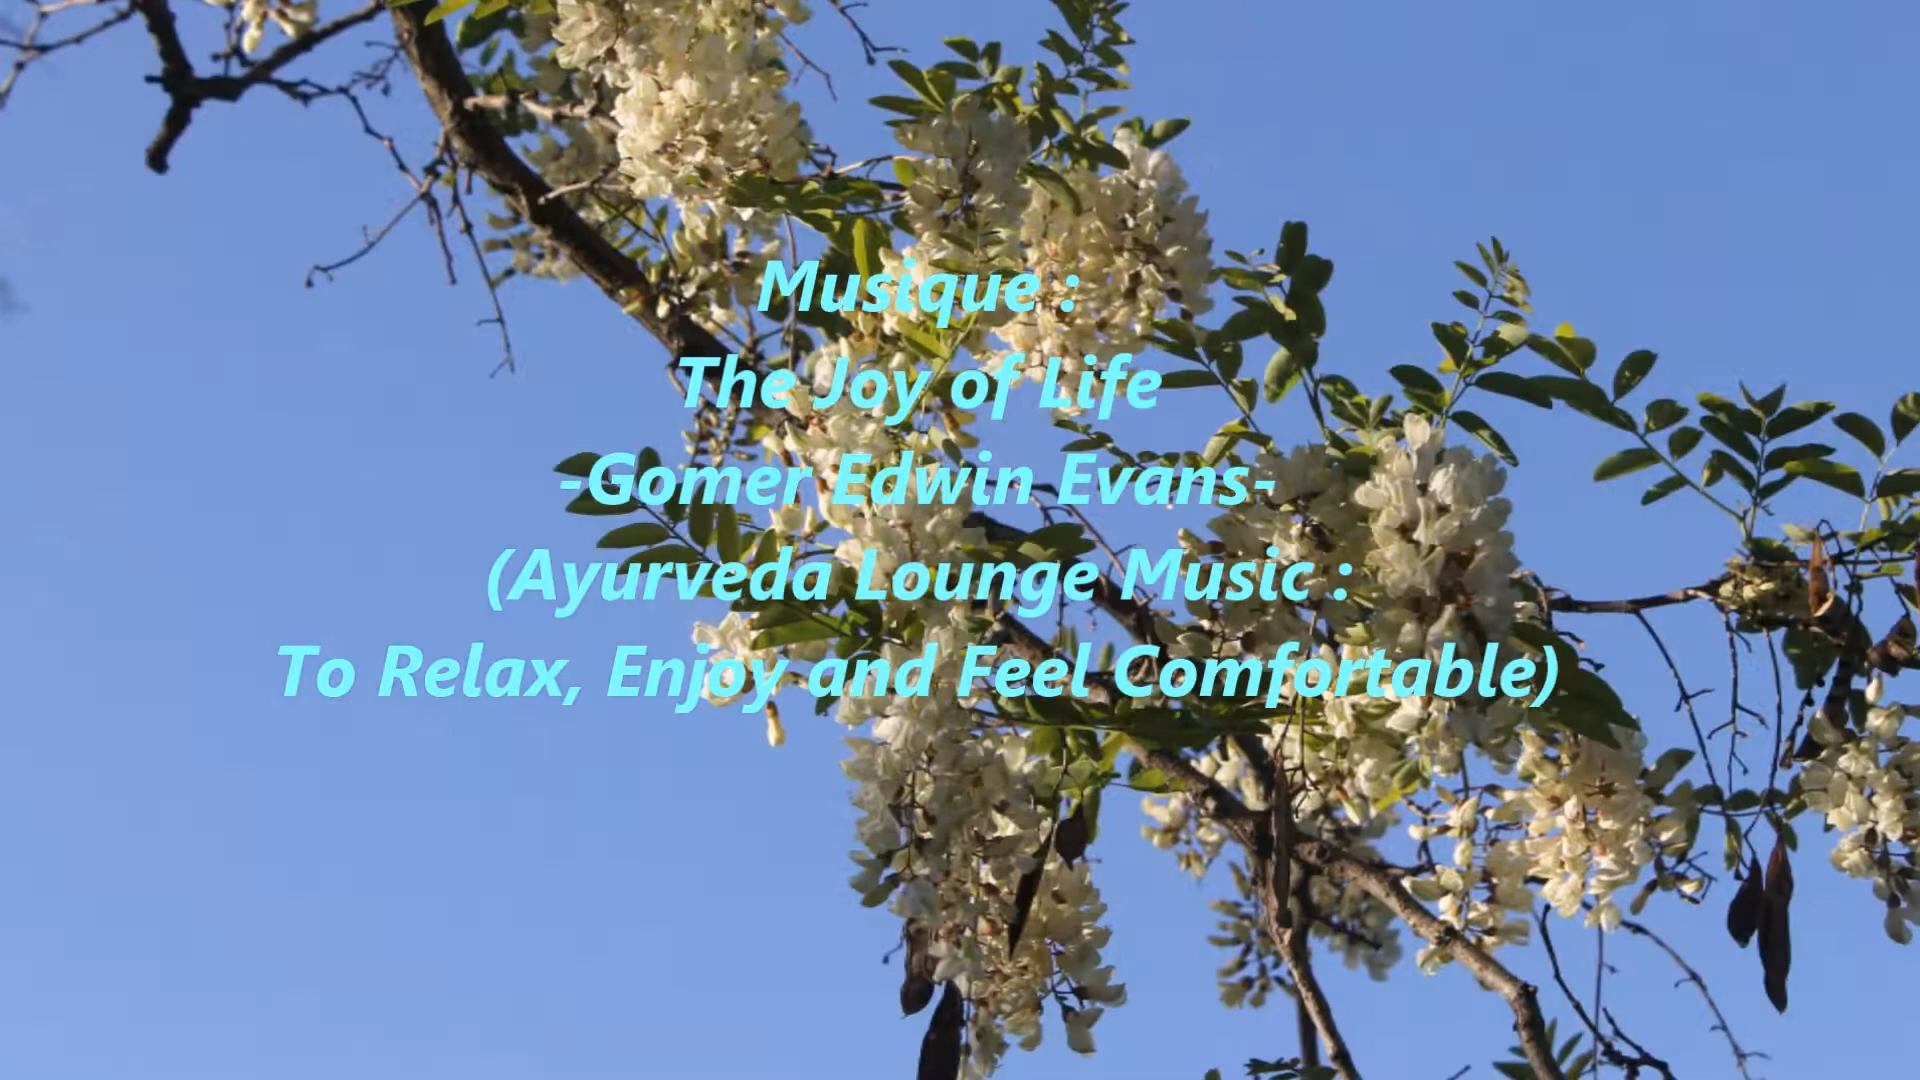 Musique :
The Joy of Life
-Gomer Edwin Evans-
(Ayurveda Lounge Music :
To Relax, Enjoy and Feel Comfortable)